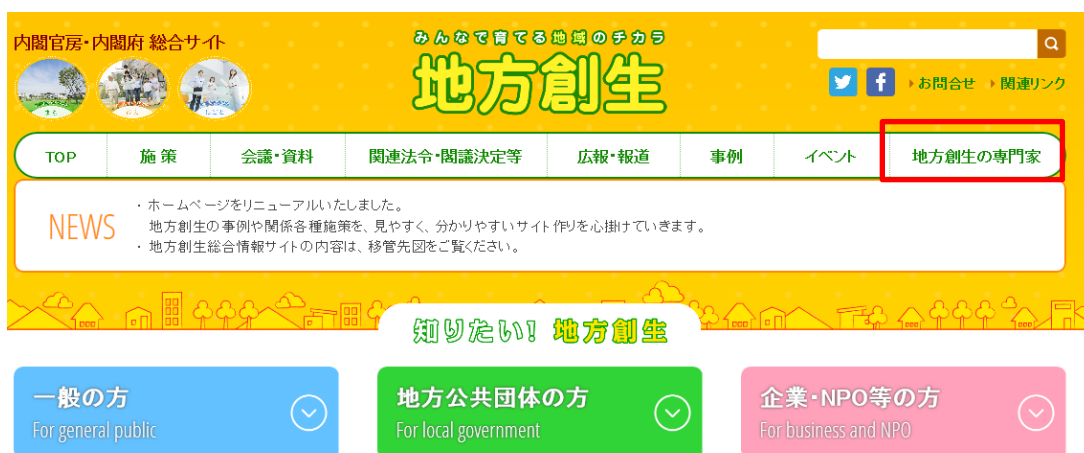 内閣官房・内閣府 総合サイト
みんなで育てる地域のチカラ
地方創生
お問合せ 関連リンク
TOP 施策 会議・資料 関連法令・閣議決定等 広報・報道 事例 イベント 地方創生の専門家
NEWS
・ホームページをリニューアルいたしました。
地方創生の事例や関係各種施策を、見やすく、分かりやすいサイト作りを心掛けていきます。
・地方創生総合情報サイトの内容は、移管先図をご覧ください。
知りたい! 地方創生
一般の方
For general public
地方公共団体の方
For local government
企業・NPO等の方
For business and NPO